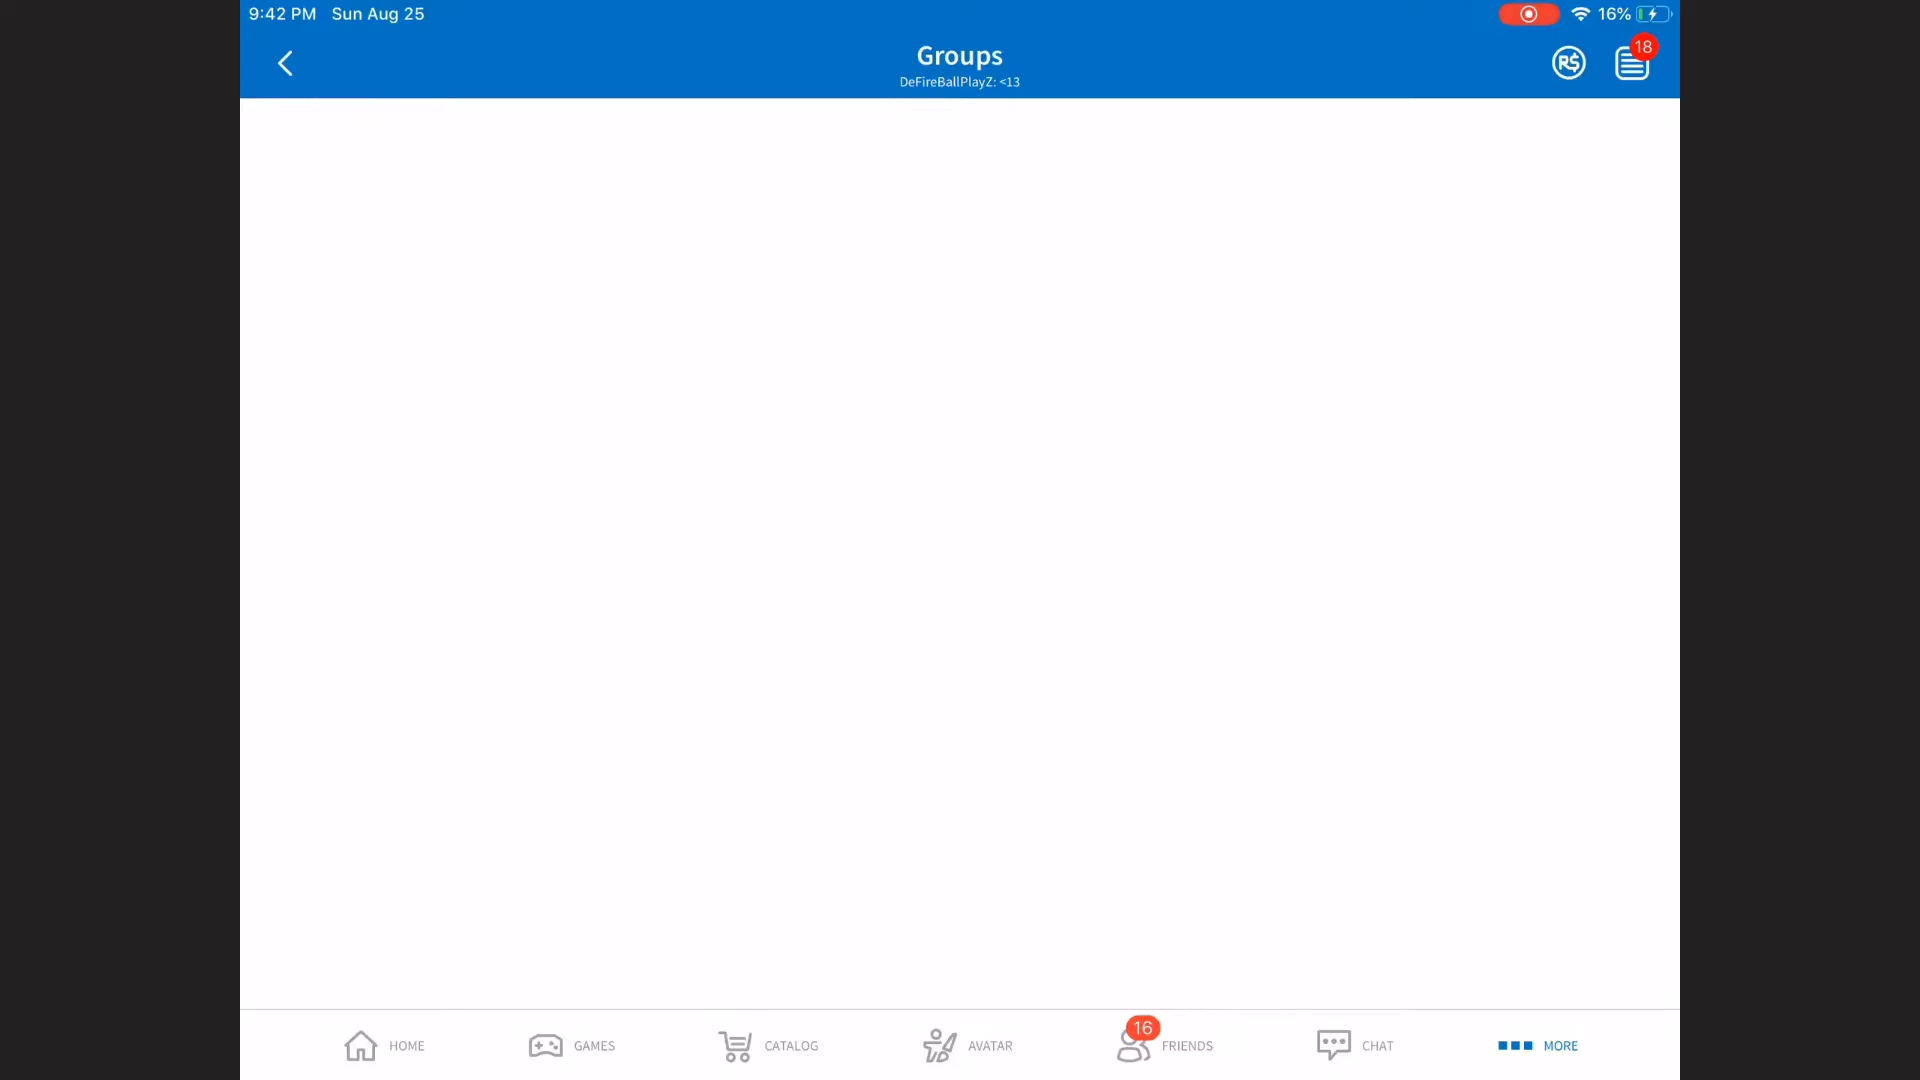 9:42 PM Sun Aug 25
16%
Groups
DeFireBallPlayZ: <13
R$
18
HOME
GAMES
CATALOG
AVATAR
16
FRIENDS
CHAT
MORE